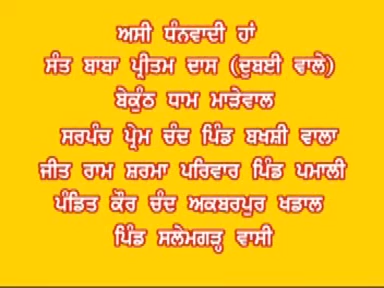 ਅਸੀ ਧੰਨਵਾਦੀ ਹਾਂ
ਸੰਤ ਬਾਬਾ ਪ੍ਰੀਤਮ ਦਾਸ (ਦੁਬਈ ਵਾਲੇ)
ਬੇਕੂੰਠ ਧਾਮ ਮਾੜੇਵਾਲ
ਸਰਪੰਚ ਪ੍ਰੇਮ ਚੰਦ ਪਿੰਡ ਬਖਸ਼ੀ ਵਾਲਾ
ਜੀਤ ਰਾਮ ਸ਼ਰਮਾ ਪਰਿਵਾਰ ਪਿੰਡ ਪਮਾਲੀ
ਪੰਡਿਤ ਕੌਰ ਚੰਦ ਅਕਬਰਪੁਰ ਖਡਾਲ
ਪਿੰਡ ਸਲੇਮਗੜ੍ਹ ਵਾਸੀ